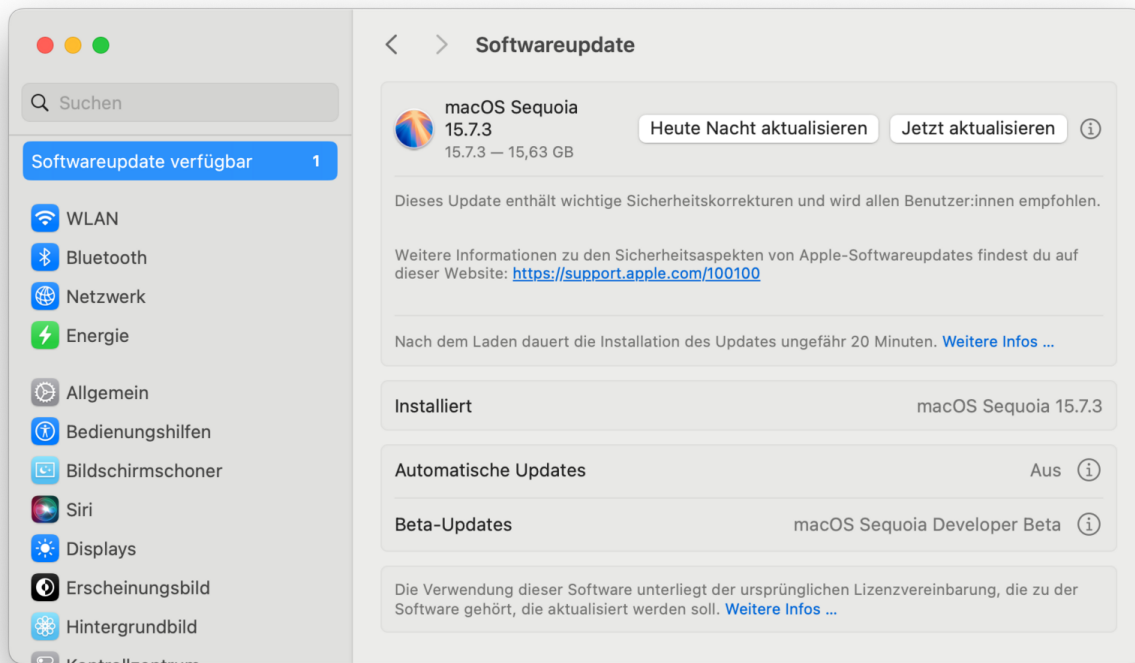 Softwareupdate
Suchen
Softwareupdate verfügbar 1
WLAN
Bluetooth
Netzwerk
Energie
Allgemein
Bedienungshilfen
Bildschirmschoner
Siri
Displays
Erscheinungsbild
Hintergrundbild
Kontrollzentrum
macOS Sequoia
15.7.3
15.7.3 — 15,63 GB
Heute Nacht aktualisieren
Jetzt aktualisieren
Dieses Update enthält wichtige Sicherheitskorrekturen und wird allen Benutzer:innen empfohlen.
Weitere Informationen zu den Sicherheitsaspekten von Apple-Softwareupdates findest du auf
dieser Website: https://support.apple.com/100100
Nach dem Laden dauert die Installation des Updates ungefähr 20 Minuten. Weitere Infos ...
Installiert macOS Sequoia 15.7.3
Automatische Updates Aus
Beta-Updates macOS Sequoia Developer Beta
Die Verwendung dieser Software unterliegt der ursprünglichen Lizenzvereinbarung, die zu der
Software gehört, die aktualisiert werden soll. Weitere Infos ...